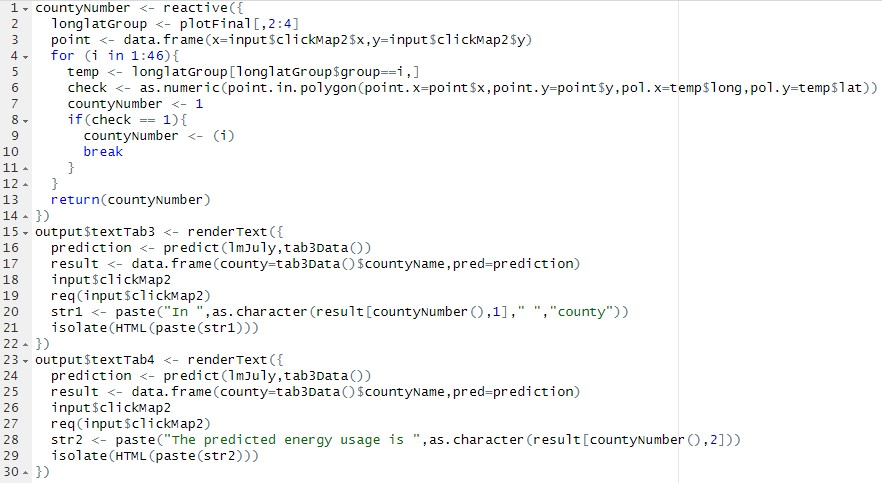 1 countyNumber <- reactive({
2   longlatGroup <- plotFinal[,2:4]
3   point <- data.frame(x=input$clickMap2$x,y=input$clickMap2$y)
4   for (i in 1:46){
5     temp <- longlatGroup[longlatGroup$group==i,]
6     check <- as.numeric(point.in.polygon(point.x=point$x,point.y=point$y,pol.x=temp$long,pol.y=temp$lat))
7     countyNumber <- 1
8     if(check == 1){
9       countyNumber <- (i)
10       break
11     }
12   }
13   return(countyNumber)
14 })
15 output$textTab3 <- renderText({
16   prediction <- predict(lmJuly,tab3Data())
17   result <- data.frame(county=tab3Data()$countyName,pred=prediction)
18   input$clickMap2
19   req(input$clickMap2)
20   str1 <- paste("In ",as.character(result[countyNumber(),1]," ","county"))
21   isolate(HTML(paste(str1)))
22 })
23 output$textTab4 <- renderText({
24   prediction <- predict(lmJuly,tab3Data())
25   result <- data.frame(county=tab3Data()$countyName,pred=prediction)
26   input$clickMap2
27   req(input$clickMap2)
28   str2 <- paste("The predicted energy usage is ",as.character(result[countyNumber(),2]))
29   isolate(HTML(paste(str2)))
30 })